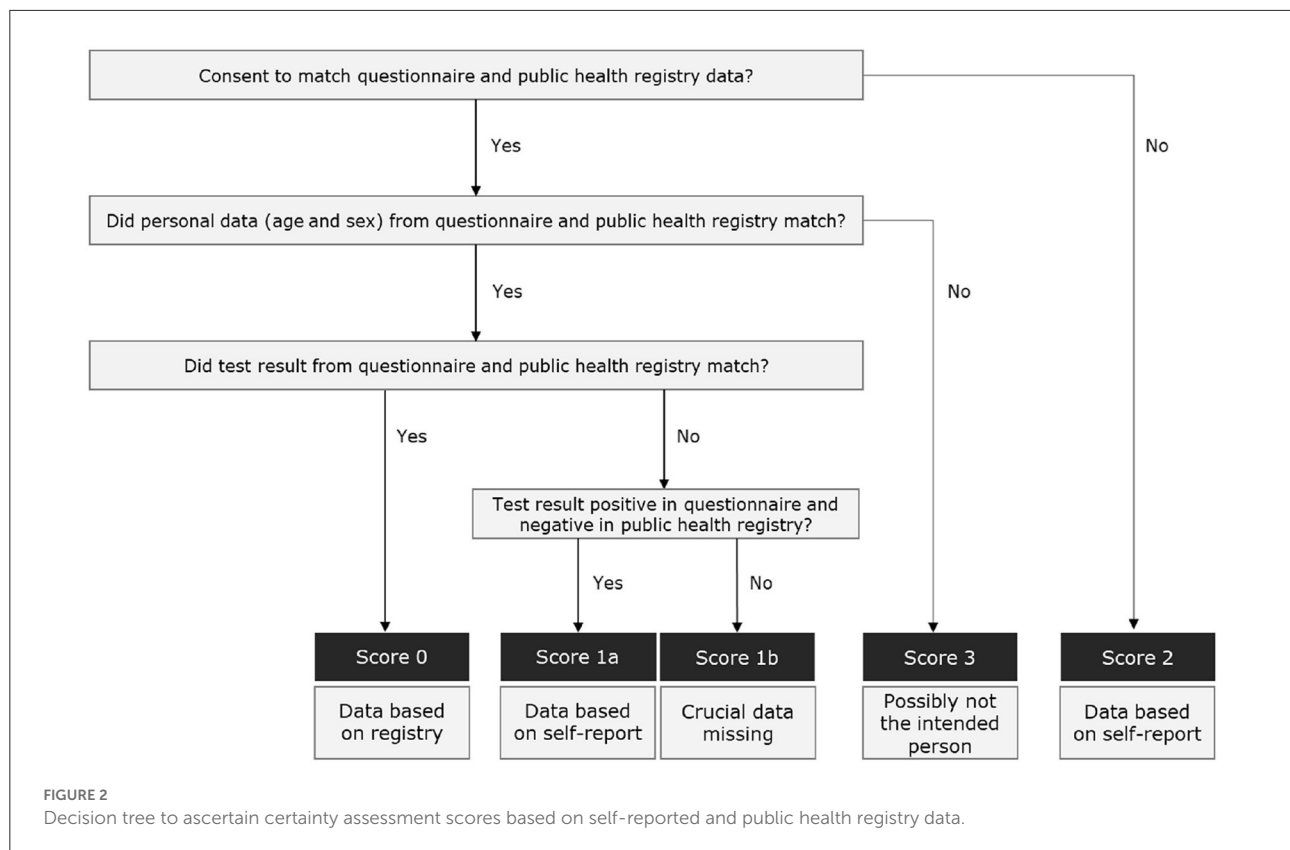 Consent to match questionnaire and public health registry data?
Yes
No
Did personal data (age and sex) from questionnaire and public health registry match?
Yes
No
Did test result from questionnaire and public health registry match?
Yes
No
Test result positive in questionnaire and
negative in public health registry?
Yes
No
Score 0
Score 1a
Score 1b
Score 3
Score 2
Data based
on registry
Data based
on self-report
Crucial data
missing
Possibly not
the intended
person
Data based
on self-report
FIGURE 2
Decision tree to ascertain certainty assessment scores based on self-reported and public health registry data.